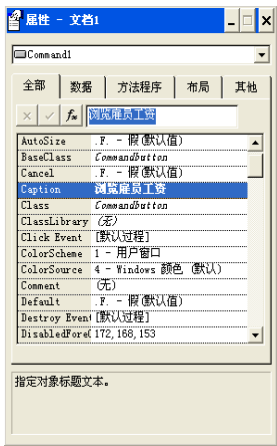 属性 - 文档1
Command1
全部 数据 方法程序 布局 其他
浏览雇员工资
AutoSize .F. - 假(默认值)
BaseClass Commandbutton
Cancel .F. - 假(默认值)
Caption 浏览雇员工资
Class Commandbutton
ClassLibrary (无)
Click Event [默认过程]
ColorScheme 1 - 用户窗口
ColorSource 4 - Windows 颜色 (默认)
Comment (无)
Default .F. - 假(默认值)
Destroy Event [默认过程]
DisabledForeC 172,168,153
指定对象标题文本。